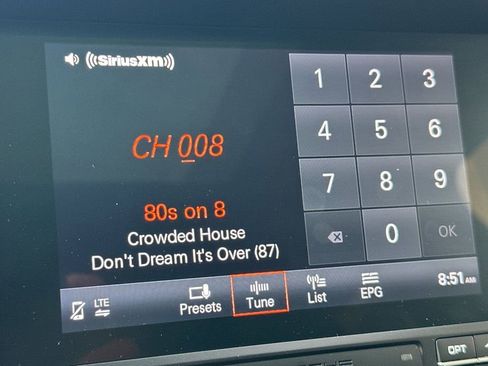 ((SiriusXM))
1 2 3
CH 008
4 5 6
7 8 9
80s on 8
Crowded House
0 OK
Don't Dream It's Over (87)
LTE
Presets
Tune
List
EPG
8:51 AM
OPT